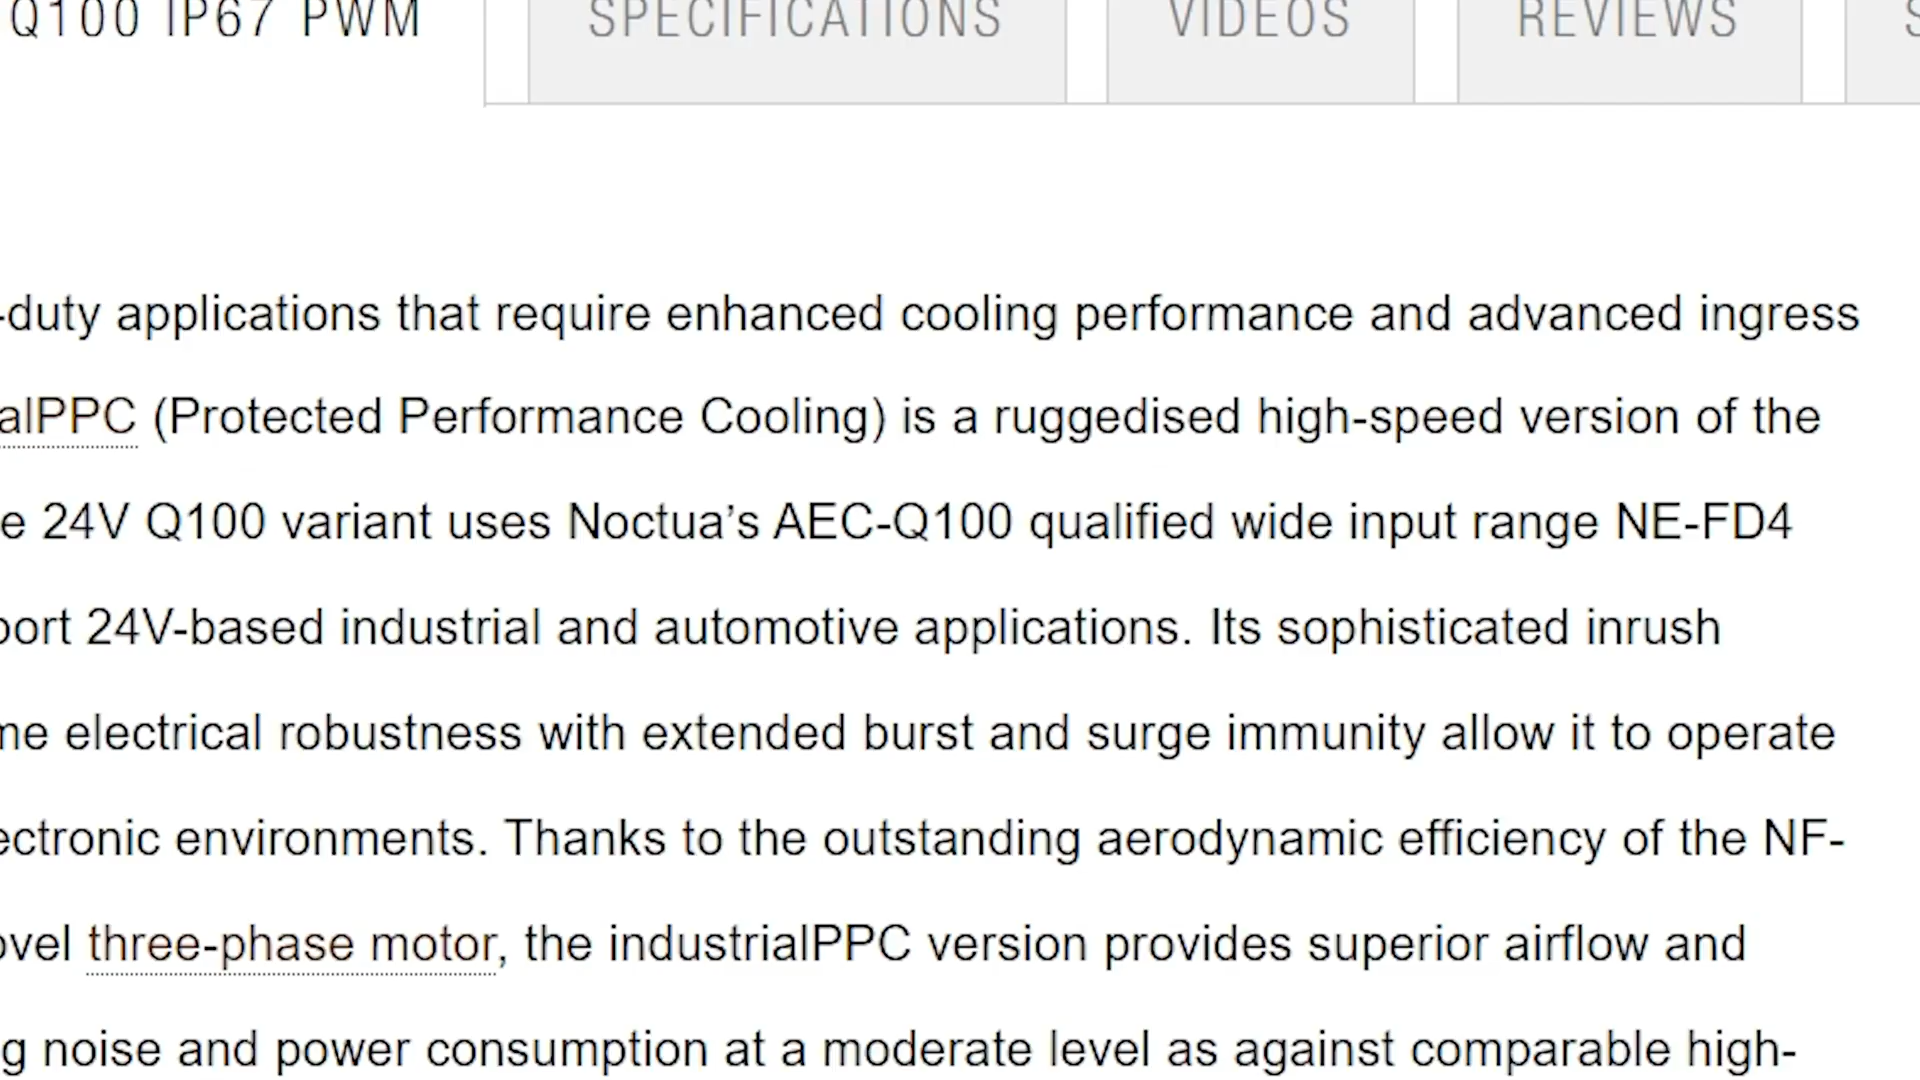 Q100 IP67 PWM SPECIFICATIONS VIDEOS REVIEWS
-duty applications that require enhanced cooling performance and advanced ingress
alPPC (Protected Performance Cooling) is a ruggedised high-speed version of the
e 24V Q100 variant uses Noctua’s AEC-Q100 qualified wide input range NE-FD4
port 24V-based industrial and automotive applications. Its sophisticated inrush
me electrical robustness with extended burst and surge immunity allow it to operate
ectronic environments. Thanks to the outstanding aerodynamic efficiency of the NF-
ovel three-phase motor, the industrialPPC version provides superior airflow and
g noise and power consumption at a moderate level as against comparable high-